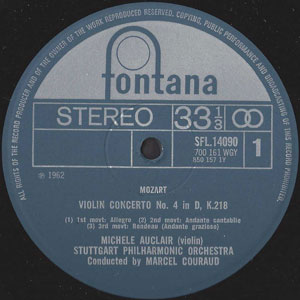 ALL RIGHTS OF THE RECORD PRODUCER AND OF THE OWNER OF THE WORK REPRODUCED RESERVED. COPYING, PUBLIC PERFORMANCE AND BROADCASTING OF THIS RECORD PROHIBITED.
fontana
STEREO 33 1/3
SFL.14090
700 161 WGY
850 157 1Y
1
℗ 1962
MOZART
VIOLIN CONCERTO No. 4 in D, K.218
(1) 1st movt: Allegro (2) 2nd movt: Andante cantabile
(3) 3rd movt: Rondeau (Andante grazioso)
MICHELE AUCLAIR (violin)
STUTTGART PHILHARMONIC ORCHESTRA
Conducted by MARCEL COURAUD